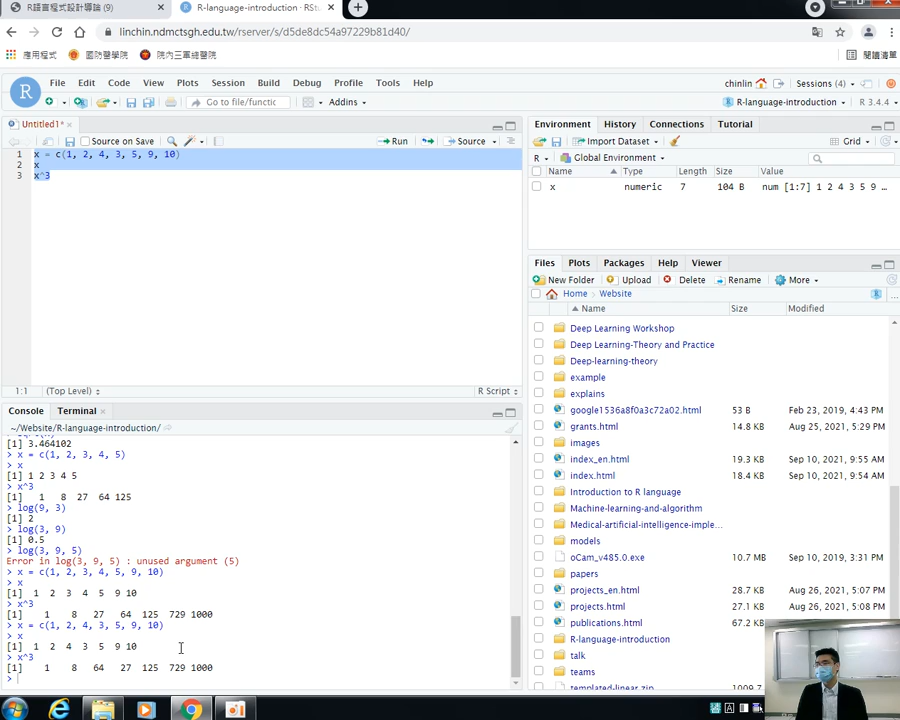 R語言程式設計導論 (9)
R-language-introduction - RSt
linchin.ndmctsgh.edu.tw/rserver/s/d5de8dc54a97229b81d40/
應用程式 國防醫學院 院內三軍總醫院 閱讀清單
File Edit Code View Plots Session Build Debug Profile Tools Help
chinlin Sessions (4)
Go to file/functic Addins
R-language-introduction R 3.4.4
Untitled1*
Source on Save Run Source
1 x = c(1, 2, 4, 3, 5, 9, 10)
2 x
3 x^3
1:1 (Top Level) R Script
Environment History Connections Tutorial
Import Dataset Grid
R Global Environment
Name Type Length Size Value
x numeric 7 104 B num [1:7] 1 2 4 3 5 9 …
Files Plots Packages Help Viewer
New Folder Upload Delete Rename More
Home Website
Name Size Modified
Deep Learning Workshop
Deep Learning-Theory and Practice
Deep-learning-theory
example
explains
google1536a8f0a3c72a02.html 53 B Feb 23, 2019, 4:43 PM
grants.html 14.8 KB Aug 25, 2021, 5:29 PM
images
index_en.html 19.3 KB Sep 10, 2021, 9:55 AM
index.html 18.4 KB Sep 10, 2021, 9:54 AM
Introduction to R language
Machine-learning-and-algorithm
Medical-artificial-intelligence-imple...
models
oCam_v485.0.exe 10.7 MB Sep 10, 2019, 3:31 PM
papers
projects_en.html 28.7 KB Aug 26, 2021, 5:07 PM
projects.html 27.1 KB Aug 26, 2021, 5:08 PM
publications.html 67.2 KB
R-language-introduction
talk
teams
templated-linear.zip 1009.7
Console Terminal
~/Website/R-language-introduction/
[1] 3.464102
> x = c(1, 2, 3, 4, 5)
> x
[1] 1 2 3 4 5
> x^3
[1] 1 8 27 64 125
> log(9, 3)
[1] 2
> log(3, 9)
[1] 0.5
> log(3, 9, 5)
Error in log(3, 9, 5) : unused argument (5)
> x = c(1, 2, 3, 4, 5, 9, 10)
> x
[1] 1 2 3 4 5 9 10
> x^3
[1] 1 8 27 64 125 729 1000
> x = c(1, 2, 4, 3, 5, 9, 10)
> x
[1] 1 2 4 3 5 9 10
> x^3
[1] 1 8 64 27 125 729 1000
>